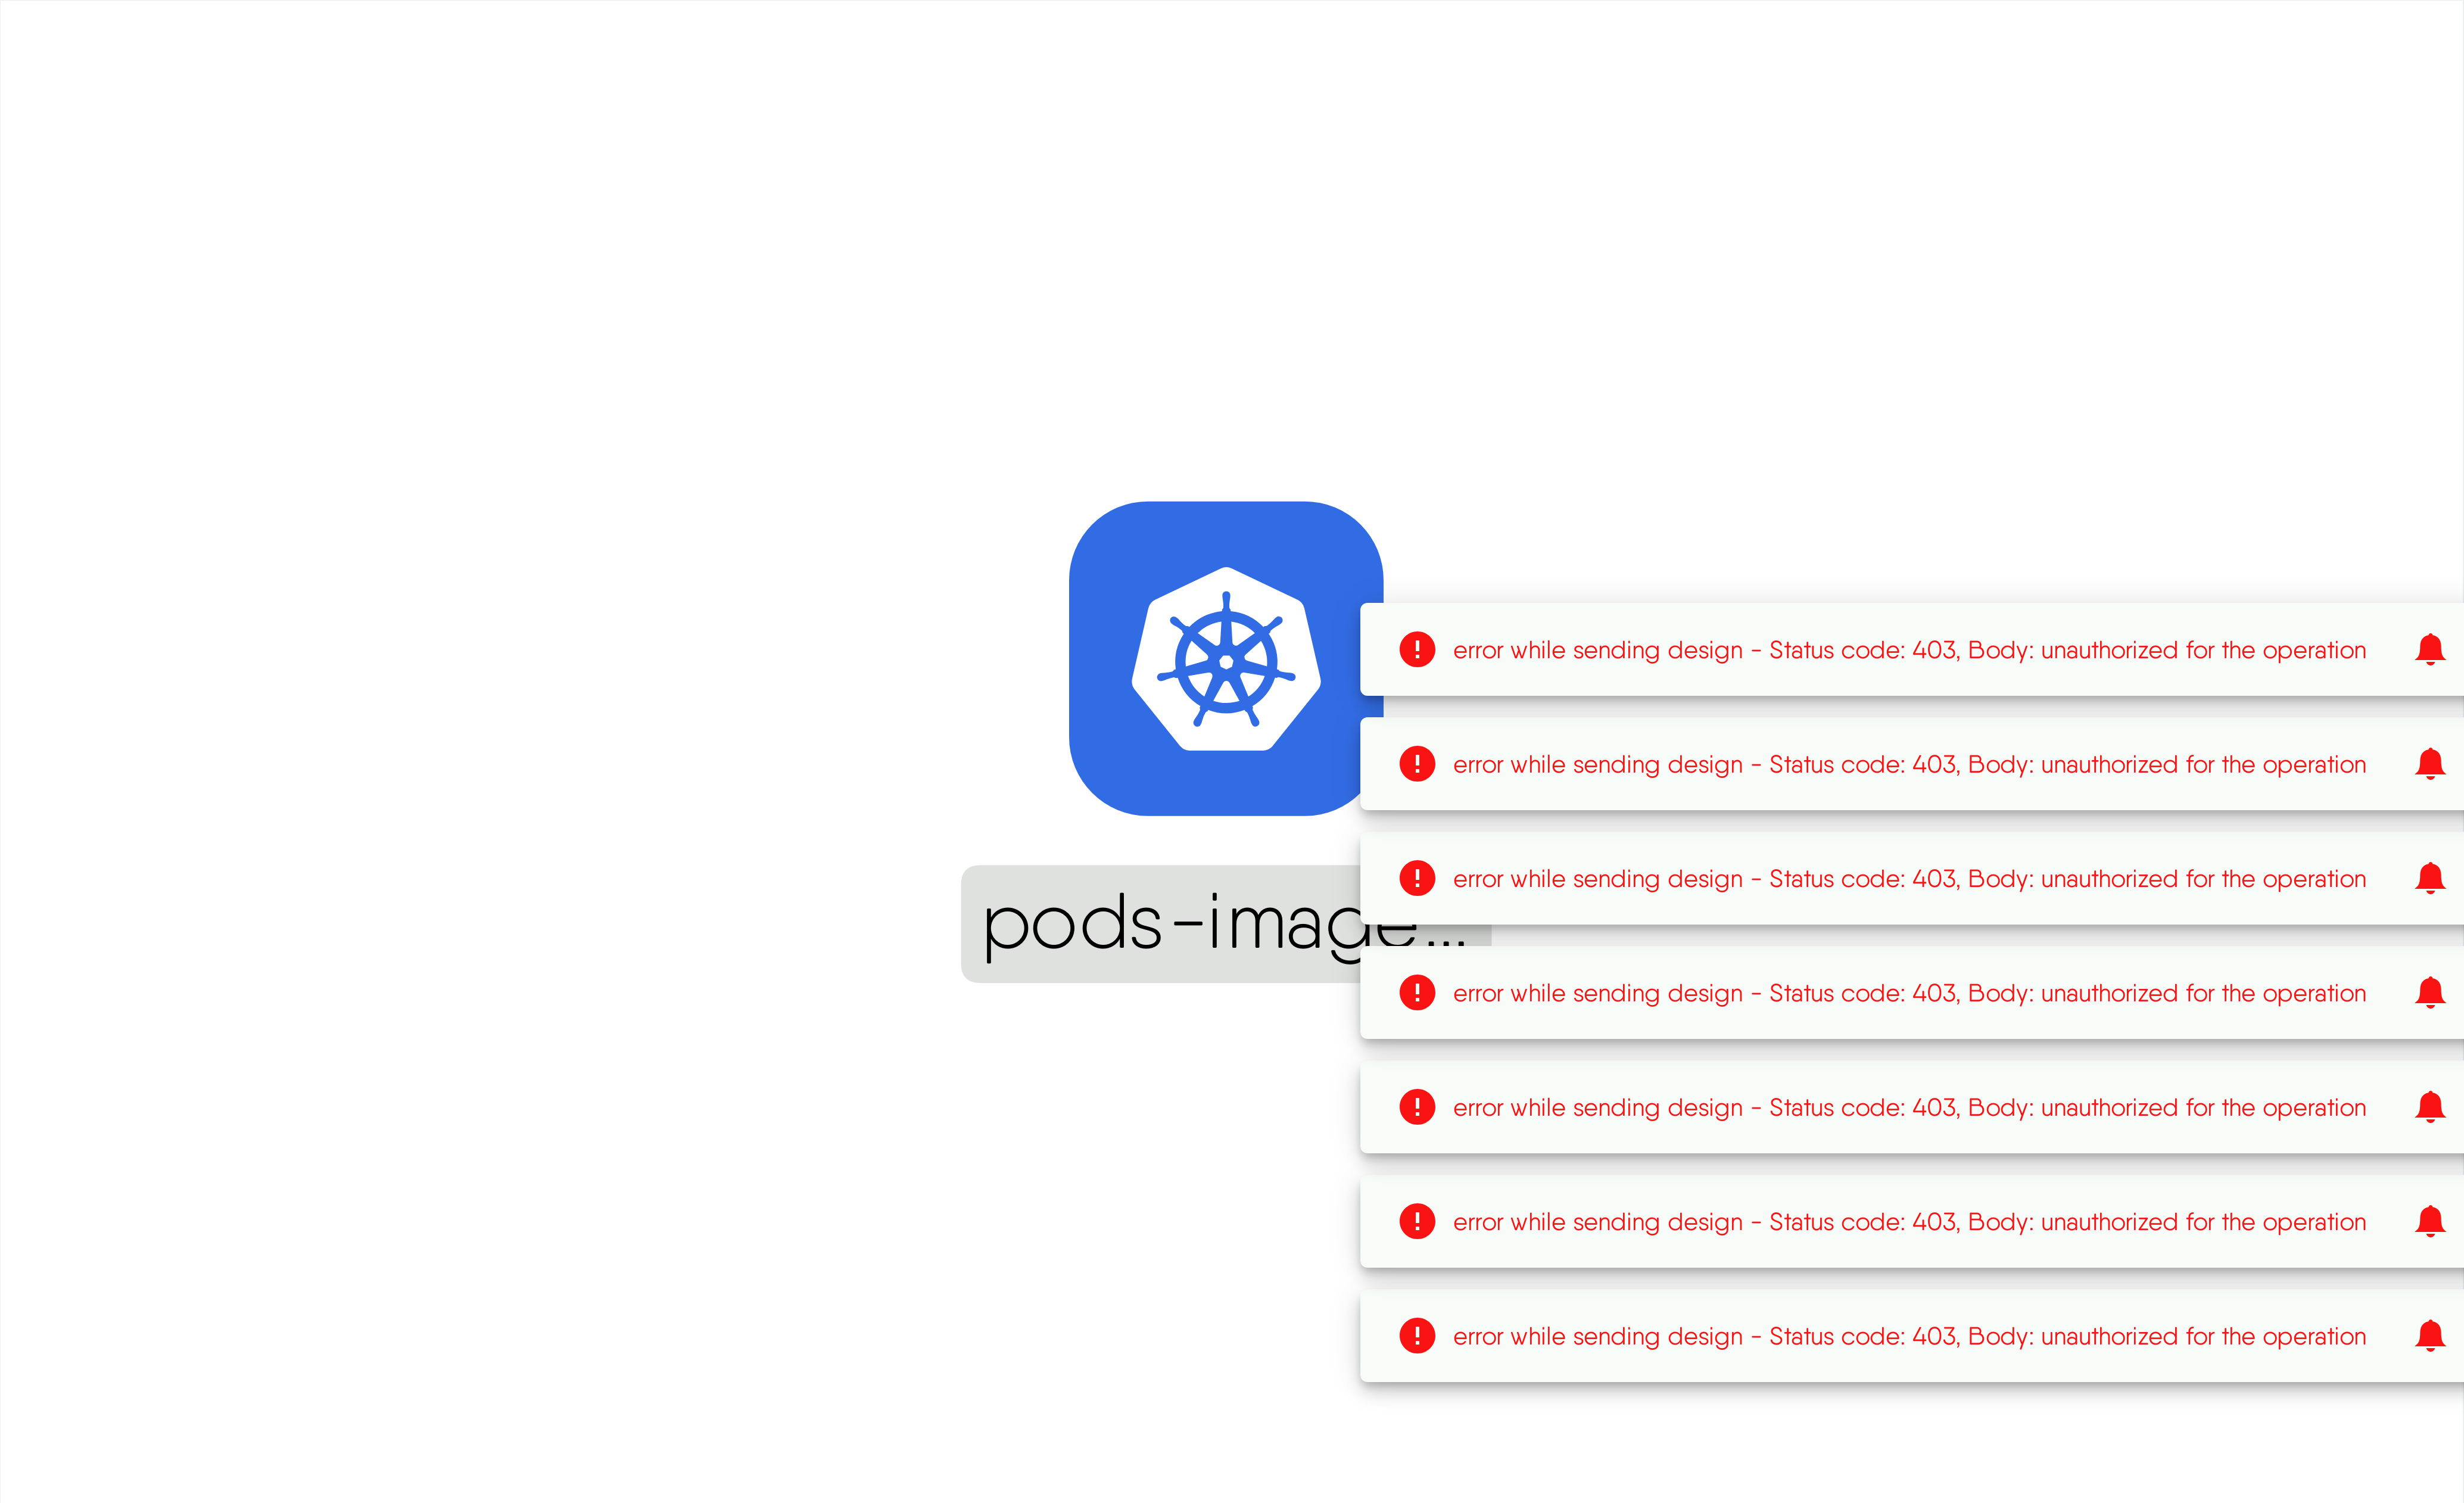 error while sending design - Status code: 403, Body: unauthorized for the operation
error while sending design - Status code: 403, Body: unauthorized for the operation
error while sending design - Status code: 403, Body: unauthorized for the operation
pods-image...
error while sending design - Status code: 403, Body: unauthorized for the operation
error while sending design - Status code: 403, Body: unauthorized for the operation
error while sending design - Status code: 403, Body: unauthorized for the operation
error while sending design - Status code: 403, Body: unauthorized for the operation